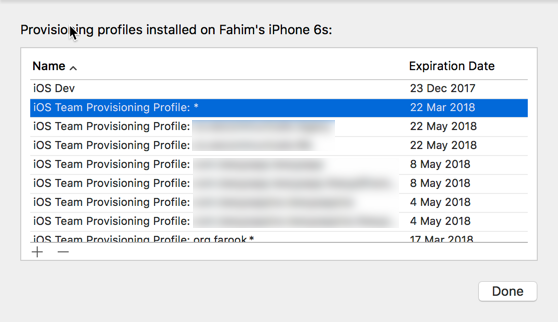 Provisioning profiles installed on Fahim's iPhone 6s:
Name Expiration Date
iOS Dev 23 Dec 2017
iOS Team Provisioning Profile: * 22 Mar 2018
iOS Team Provisioning Profile: 22 May 2018
iOS Team Provisioning Profile: 22 May 2018
iOS Team Provisioning Profile: 8 May 2018
iOS Team Provisioning Profile: 8 May 2018
iOS Team Provisioning Profile: 4 May 2018
iOS Team Provisioning Profile: 4 May 2018
iOS Team Provisioning Profile: org.farook.* 17 Mar 2018
+ −
Done